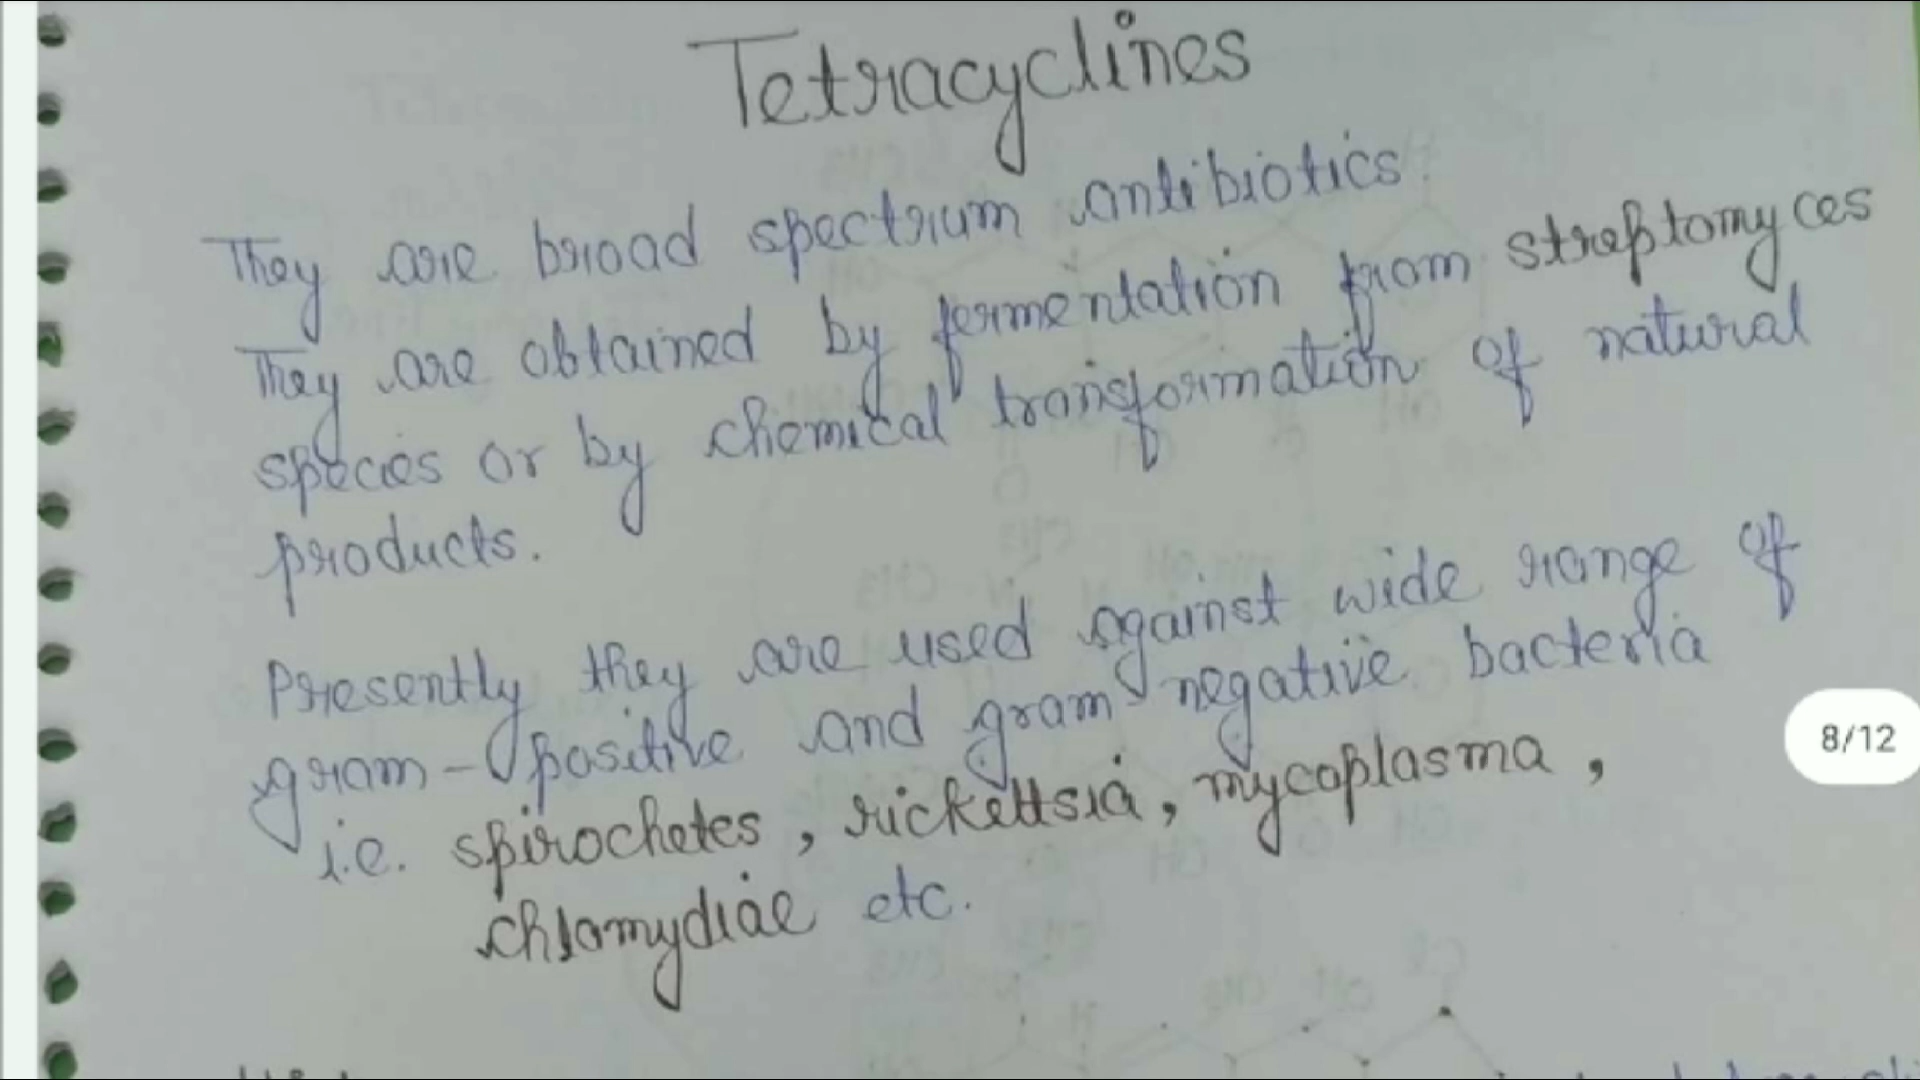 Tetracyclines
They are broad spectrum antibiotics.
They are obtained by fermentation from streptomyces
species or by chemical transformation of natural
products.
Presently they are used against wide range of
gram-positive and gram negative bacteria
8/12
i.e. spirochetes, rickettsia, mycoplasma,
chlamydiae etc.